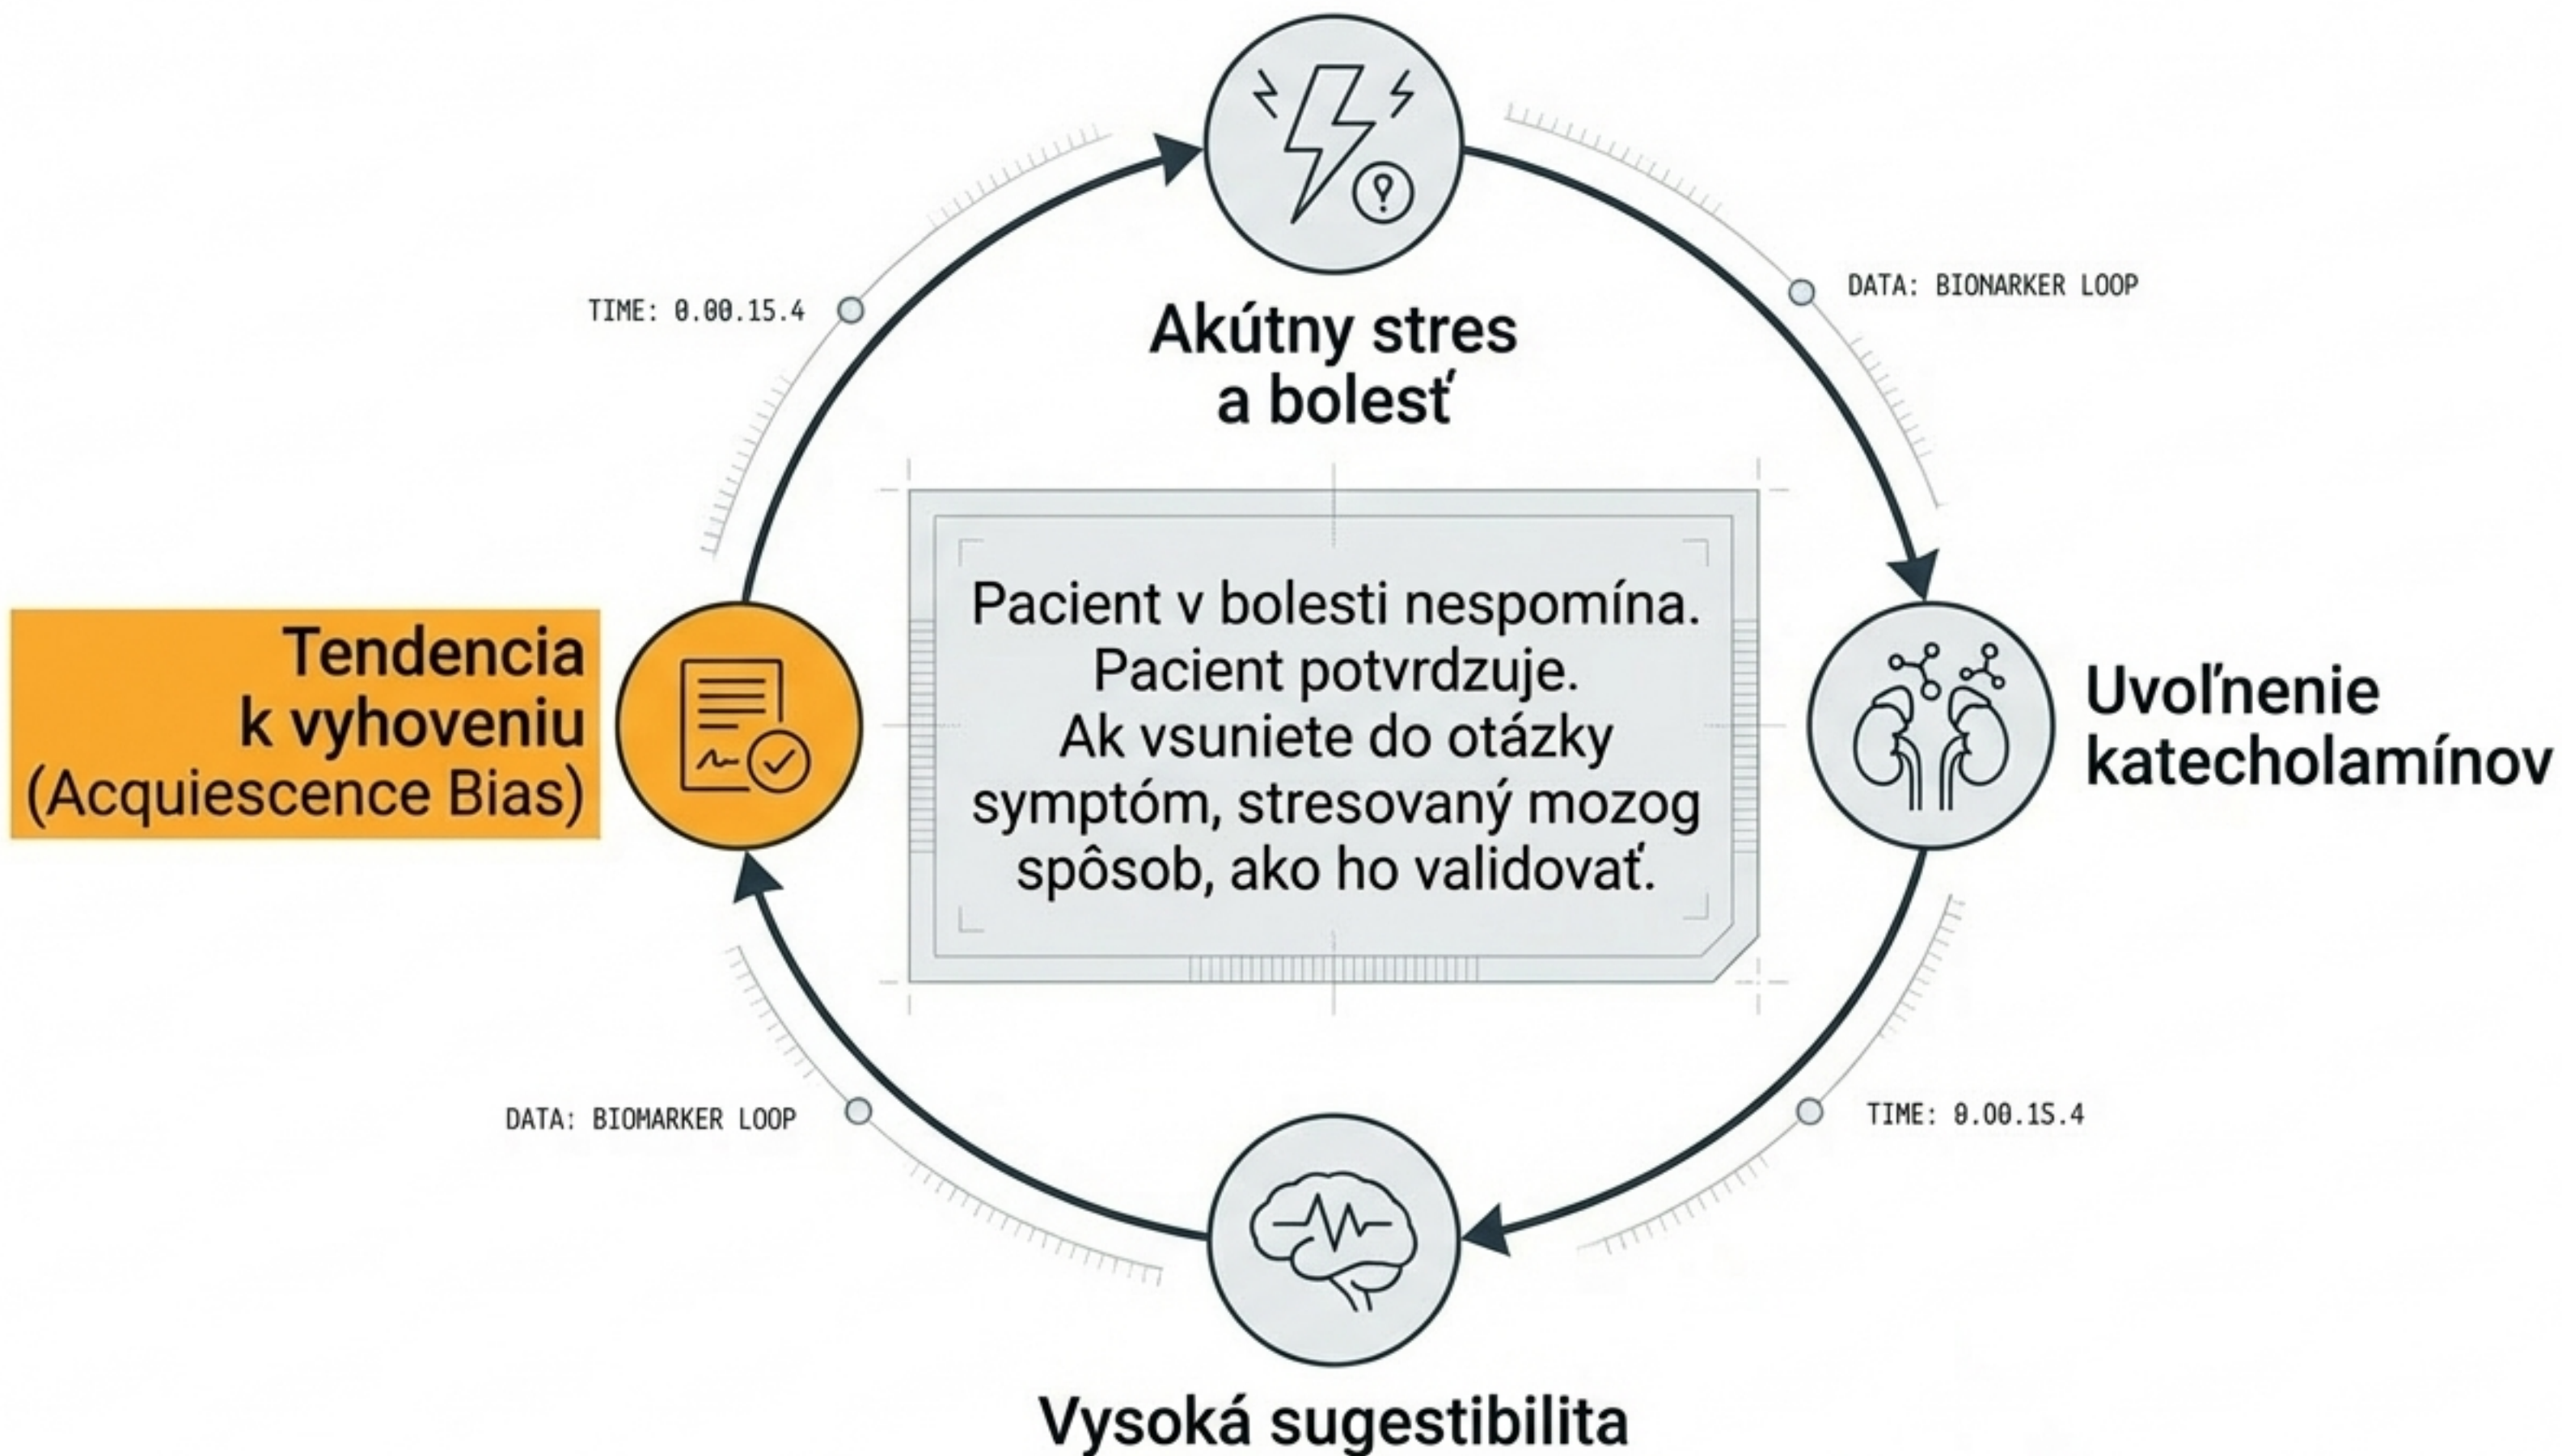 Akútny stres
a bolesť
TIME: 0.00.15.4
DATA: BIONARKER LOOP
Tendencia
k vyhoveniu
(Acquiescence Bias)
Pacient v bolesti nespomína.
Pacient potvrdzuje.
Ak vsuniete do otázky
symptóm, stresovaný mozog
spôsob, ako ho validovať.
Uvoľnenie
katecholamínov
DATA: BIOMARKER LOOP
TIME: 0.00.1S.4
Vysoká sugestibilita